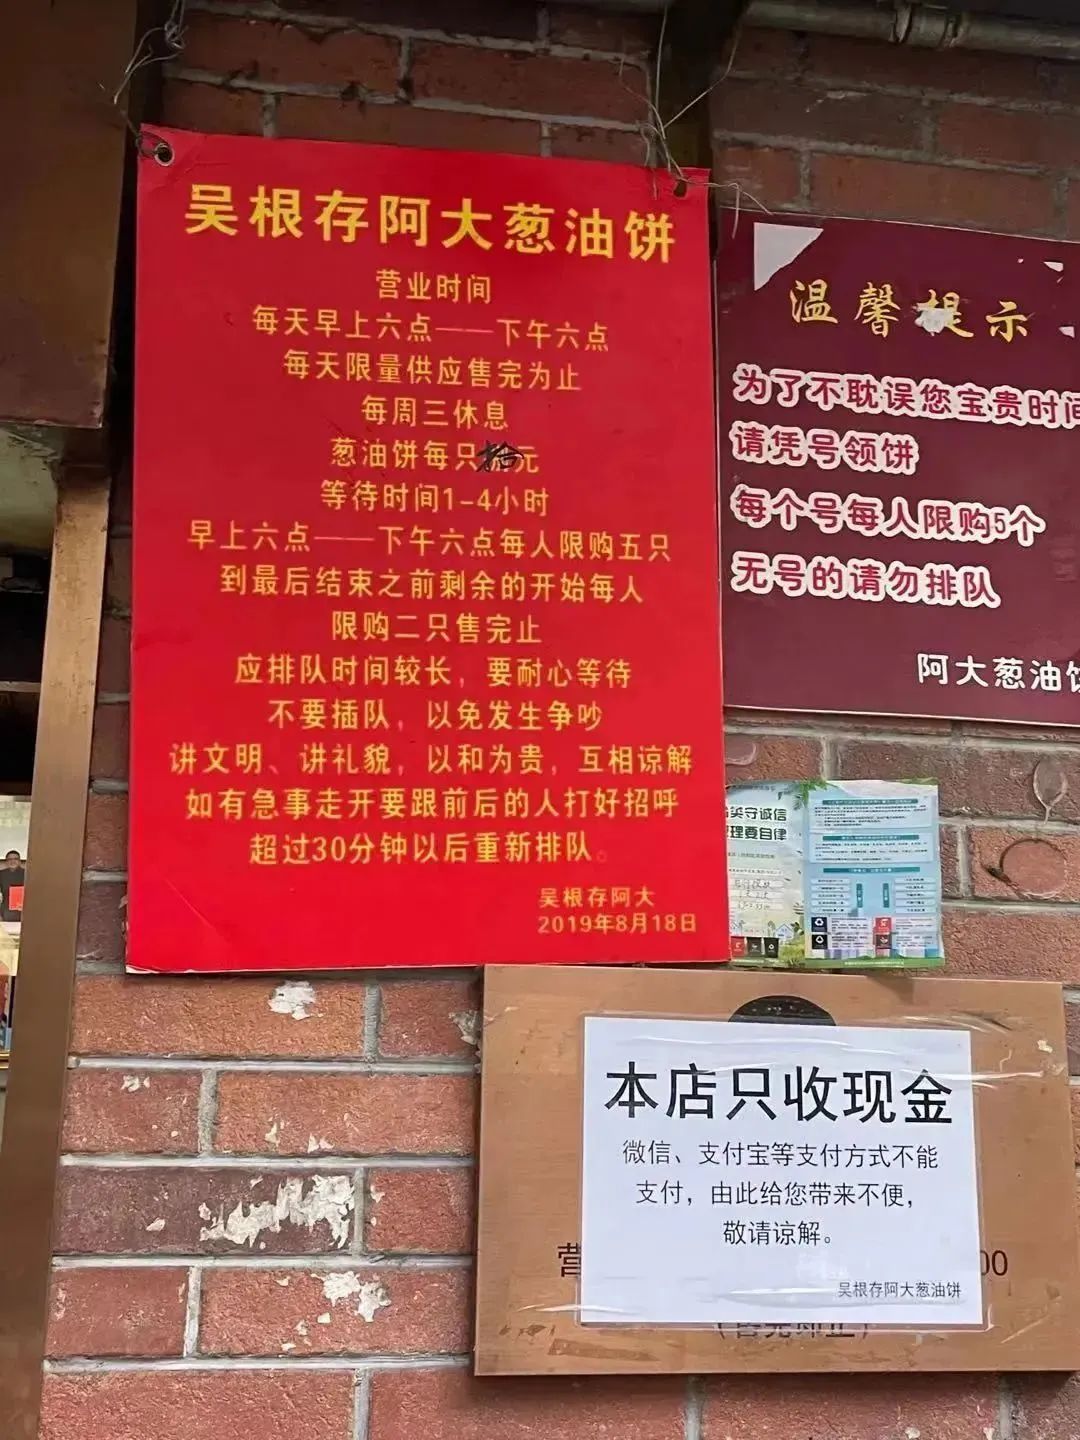 吴根存阿大葱油饼
营业时间
每天早上六点——下午六点
每天限量供应售完为止
每周三休息
葱油饼每只拾元
等待时间1-4小时
早上六点——下午六点每人限购五只
到最后结束之前剩余的开始每人
限购二只售完止
应排队时间较长，要耐心等待
不要插队，以免发生争吵
讲文明、讲礼貌，以和为贵，互相谅解
如有急事走开要跟前后的人打好招呼
超过30分钟以后重新排队。
吴根存阿大
2019年8月18日
温馨提示
为了不耽误您宝贵时间
请凭号领饼
每个号每人限购5个
无号的请勿排队
阿大葱油饼
守诚信
理要自律
本店只收现金
微信、支付宝等支付方式不能
支付，由此给您带来不便，
敬请谅解。
吴根存阿大葱油饼
营
00